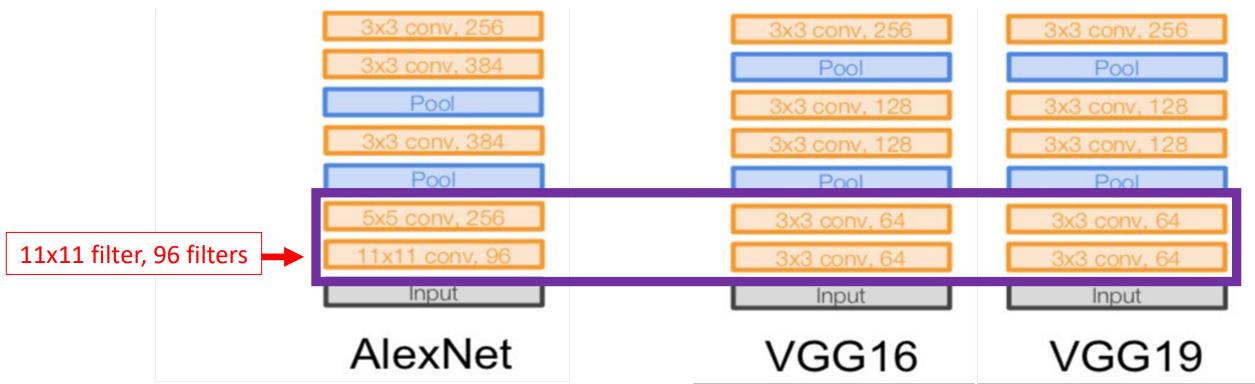 3x3 conv, 256
3x3 conv, 384
Pool
3x3 conv, 384
Pool
5x5 conv, 256
11x11 conv, 96
Input
AlexNet
11x11 filter, 96 filters
3x3 conv, 256
Pool
3x3 conv, 128
3x3 conv, 128
Pool
3x3 conv, 64
3x3 conv, 64
Input
VGG16
3x3 conv, 256
Pool
3x3 conv, 128
3x3 conv, 128
Pool
3x3 conv, 64
3x3 conv, 64
Input
VGG19